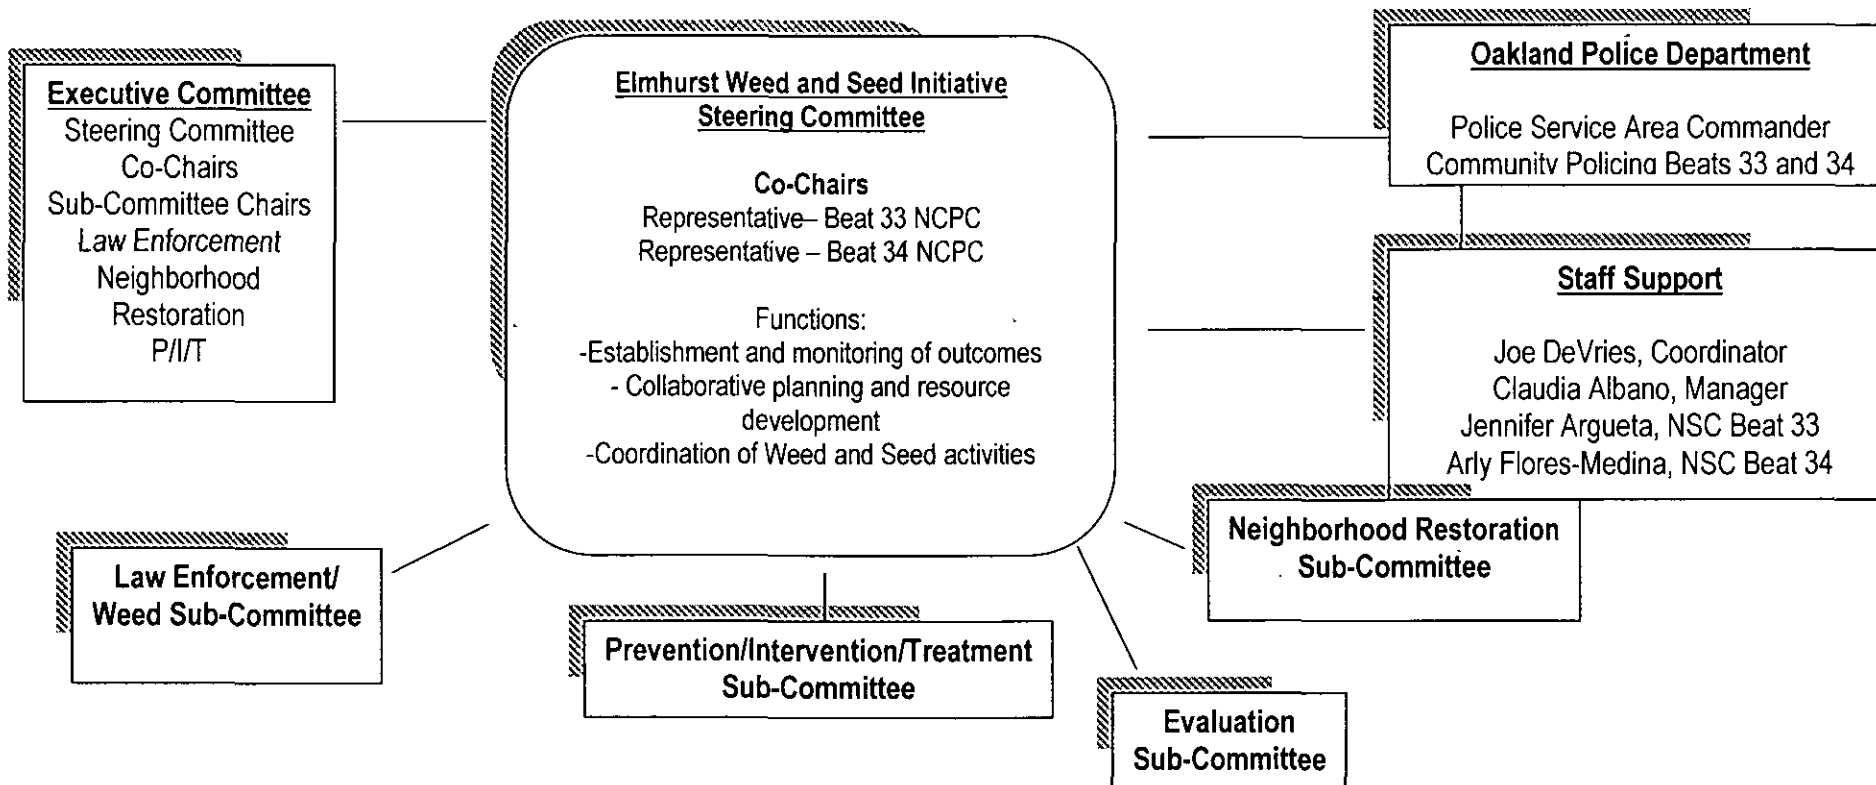 Executive Committee
Steering Committee
Co-Chairs
Sub-Committee Chairs
Law Enforcement
Neighborhood
Restoration
P/I/T
Elmhurst Weed and Seed Initiative
Steering Committee
Co-Chairs
Representative– Beat 33 NCPC
Representative – Beat 34 NCPC
Functions:
-Establishment and monitoring of outcomes
- Collaborative planning and resource
development
-Coordination of Weed and Seed activities
Oakland Police Department
Police Service Area Commander
Community Policing Beats 33 and 34
Staff Support
Joe DeVries, Coordinator
Claudia Albano, Manager
Jennifer Argueta, NSC Beat 33
Arly Flores-Medina, NSC Beat 34
Law Enforcement/
Weed Sub-Committee
Prevention/Intervention/Treatment
Sub-Committee
Evaluation
Sub-Committee
Neighborhood Restoration
Sub-Committee